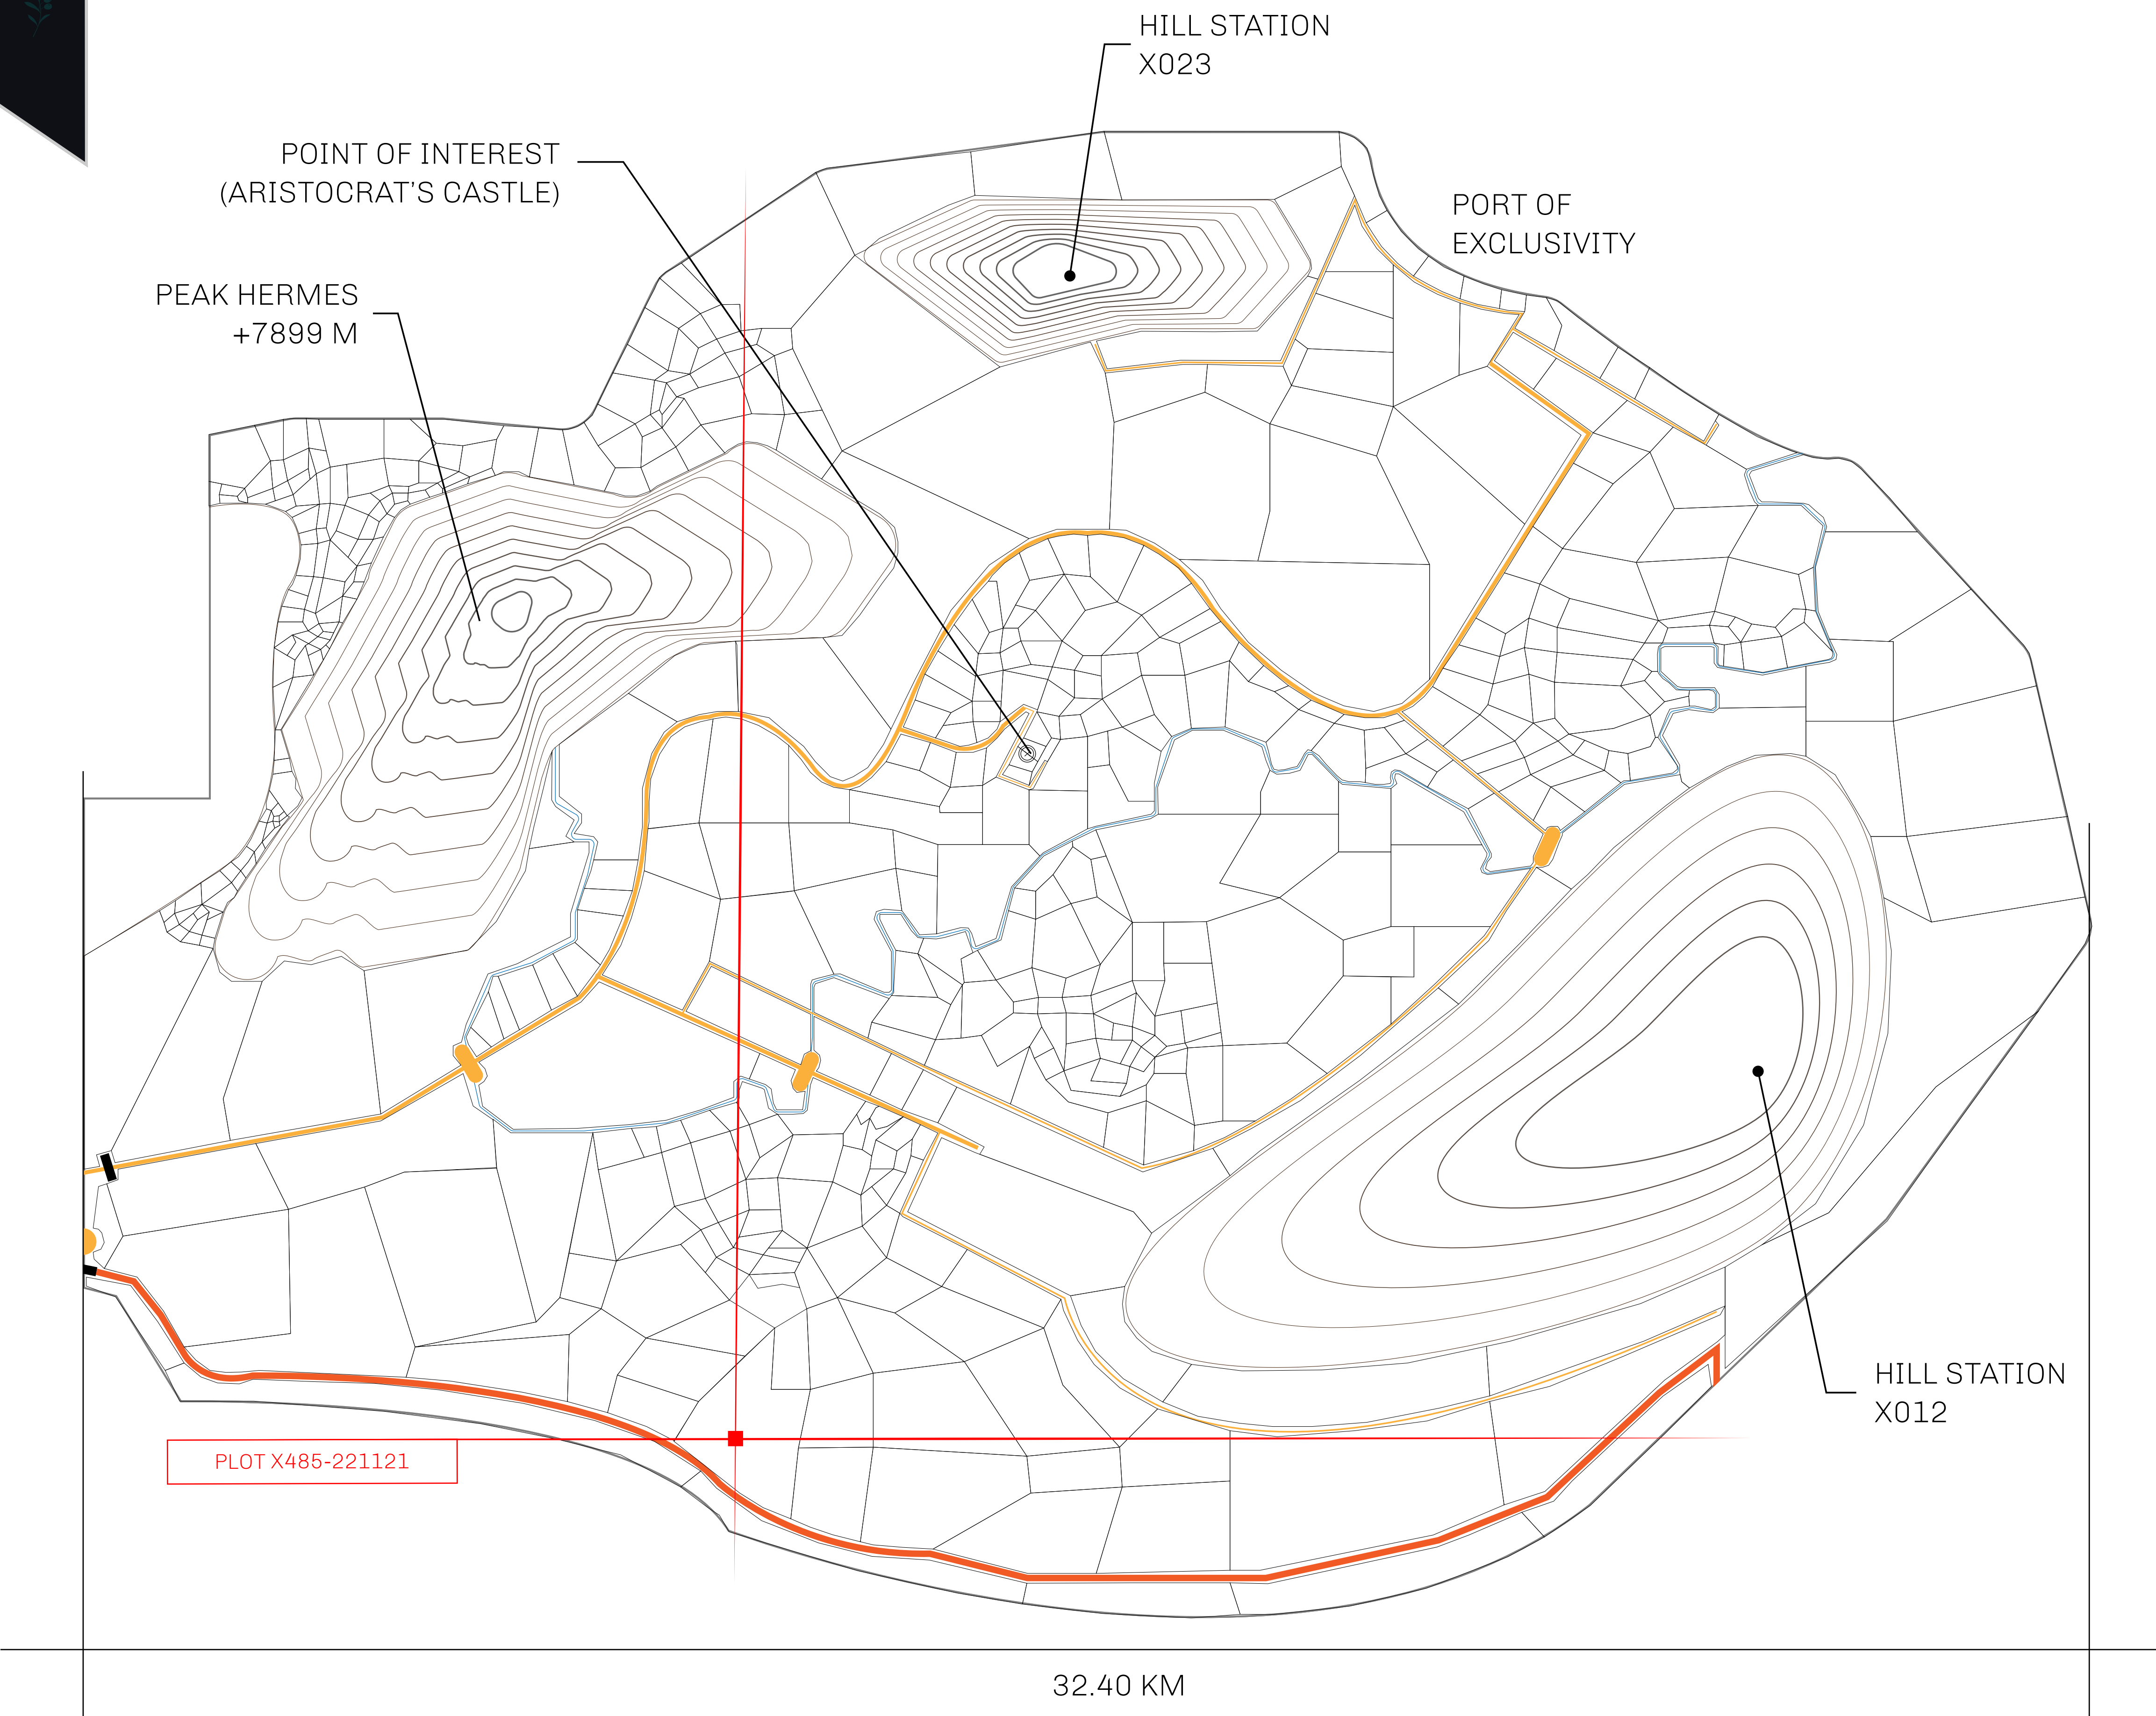 HILL STATION
X023
POINT OF INTEREST
(ARISTOCRAT’S CASTLE)
PORT OF
EXCLUSIVITY
PEAK HERMES
+7899 M
HILL STATION
X012
PLOT X485-221121
32.40 KM